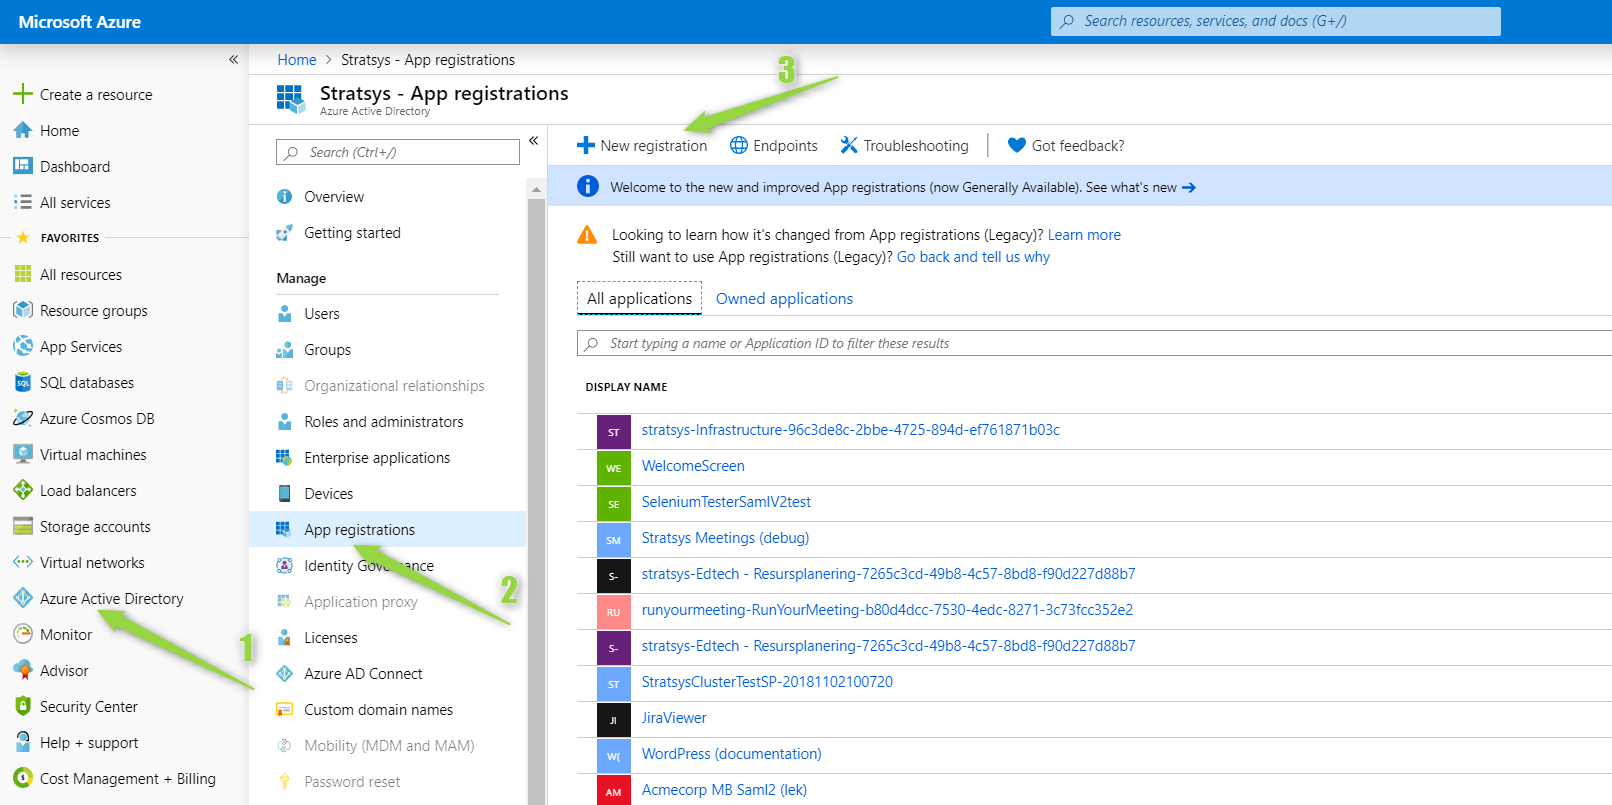 Microsoft Azure
Search resources, services, and docs (G+/)
«
Create a resource
Home
Dashboard
All services
FAVORITES
All resources
Resource groups
App Services
SQL databases
Azure Cosmos DB
Virtual machines
Load balancers
Storage accounts
Virtual networks
Azure Active Directory
Monitor
Advisor
Security Center
Help + support
Cost Management + Billing
1
Home > Stratsys - App registrations
Stratsys - App registrations
Azure Active Directory
Search (Ctrl+/)
«
Overview
Getting started
Manage
Users
Groups
Organizational relationships
Roles and administrators
Enterprise applications
Devices
App registrations
Identity Governance
Application proxy
Licenses
Azure AD Connect
Custom domain names
Mobility (MDM and MAM)
Password reset
2
3
New registration Endpoints Troubleshooting Got feedback?
Welcome to the new and improved App registrations (now Generally Available). See what's new →
Looking to learn how it's changed from App registrations (Legacy)? Learn more
Still want to use App registrations (Legacy)? Go back and tell us why
All applications Owned applications
Start typing a name or Application ID to filter these results
DISPLAY NAME
ST stratsys-Infrastructure-96c3de8c-2bbe-4725-894d-ef761871b03c
WE WelcomeScreen
SE SeleniumTesterSamlV2test
SM Stratsys Meetings (debug)
S- stratsys-Edtech - Resursplanering-7265c3cd-49b8-4c57-8bd8-f90d227d88b7
RU runyourmeeting-RunYourMeeting-b80d4dcc-7530-4edc-8271-3c73fcc352e2
S- stratsys-Edtech - Resursplanering-7265c3cd-49b8-4c57-8bd8-f90d227d88b7
ST StratsysClusterTestSP-20181102100720
JI JiraViewer
W( WordPress (documentation)
AM Acmecorp MB Saml2 (lek)